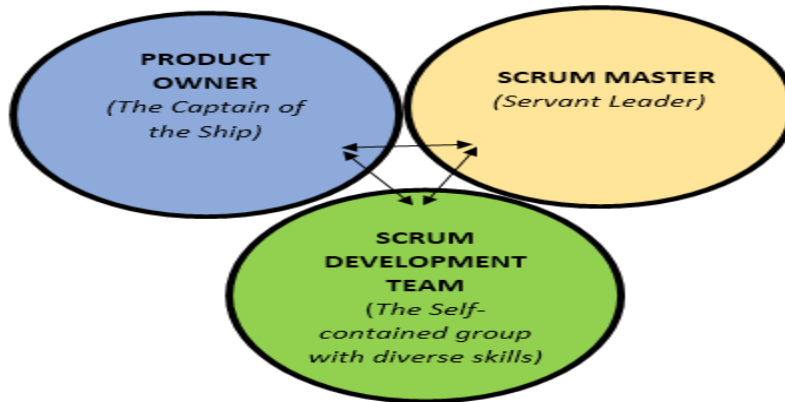 PRODUCT
OWNER
(The Captain of
the Ship)
SCRUM MASTER
(Servant Leader)
SCRUM
DEVELOPMENT
TEAM
(The Self-
contained group
with diverse skills)